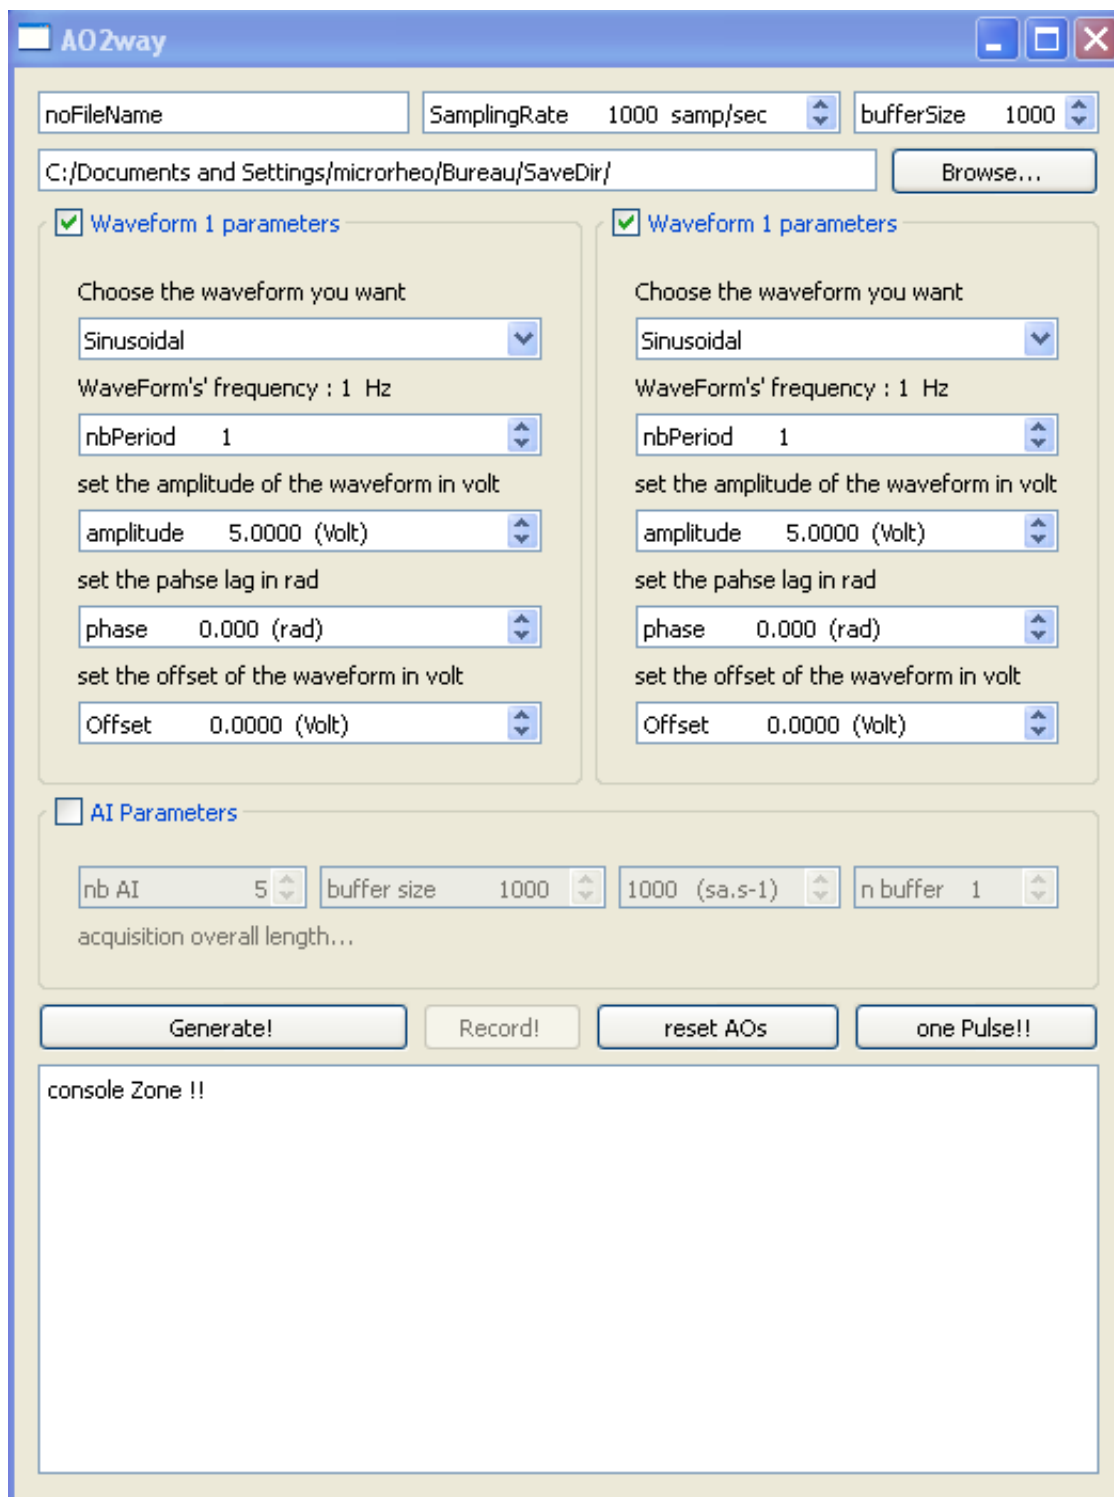 AO2way
noFileName
SamplingRate 1000 samp/sec
bufferSize 1000
C:/Documents and Settings/microrheo/Bureau/SaveDir/
Browse...
Waveform 1 parameters
Choose the waveform you want
Sinusoidal
WaveForm's' frequency : 1 Hz
nbPeriod 1
set the amplitude of the waveform in volt
amplitude 5.0000 (Volt)
set the pahse lag in rad
phase 0.000 (rad)
set the offset of the waveform in volt
Offset 0.0000 (Volt)
Waveform 1 parameters
Choose the waveform you want
Sinusoidal
WaveForm's' frequency : 1 Hz
nbPeriod 1
set the amplitude of the waveform in volt
amplitude 5.0000 (Volt)
set the pahse lag in rad
phase 0.000 (rad)
set the offset of the waveform in volt
Offset 0.0000 (Volt)
AI Parameters
nb AI 5
buffer size 1000
1000 (sa.s-1)
n buffer 1
acquisition overall length...
Generate!
Record!
reset AOs
one Pulse!!
console Zone !!